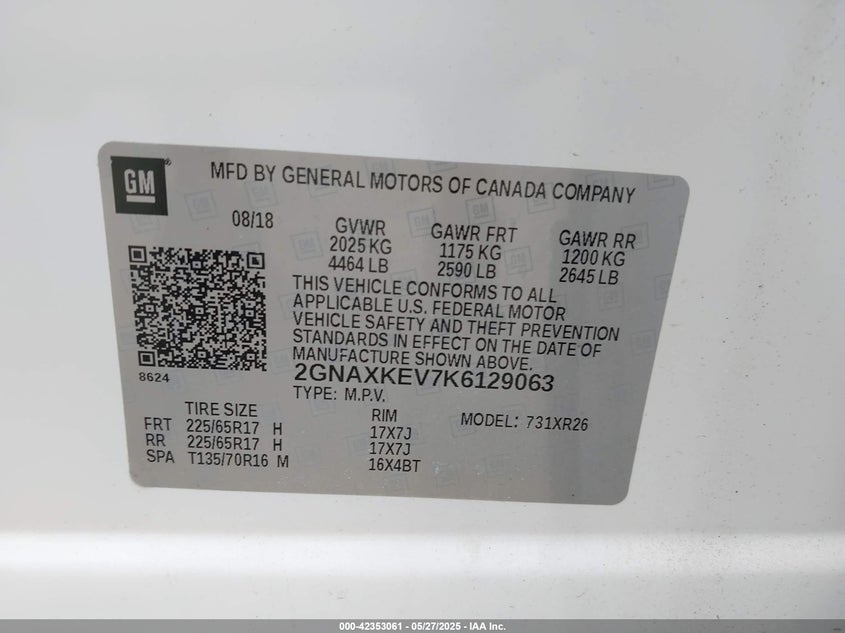 GM
MFD BY GENERAL MOTORS OF CANADA COMPANY
08/18
GVWR
2025 KG
4464 LB
GAWR FRT
1175 KG
2590 LB
GAWR RR
1200 KG
2645 LB
THIS VEHICLE CONFORMS TO ALL
APPLICABLE U.S. FEDERAL MOTOR
VEHICLE SAFETY AND THEFT PREVENTION
STANDARDS IN EFFECT ON THE DATE OF
MANUFACTURE SHOWN ABOVE.
8624
2GNAXKEV7K6129063
TYPE: M.P.V.
MODEL: 731XR26
TIRE SIZE RIM
FRT 225/65R17 H 17X7J
RR 225/65R17 H 17X7J
SPA T135/70R16 M 16X4BT
000-42353061 - 05/27/2025 - IAA Inc.